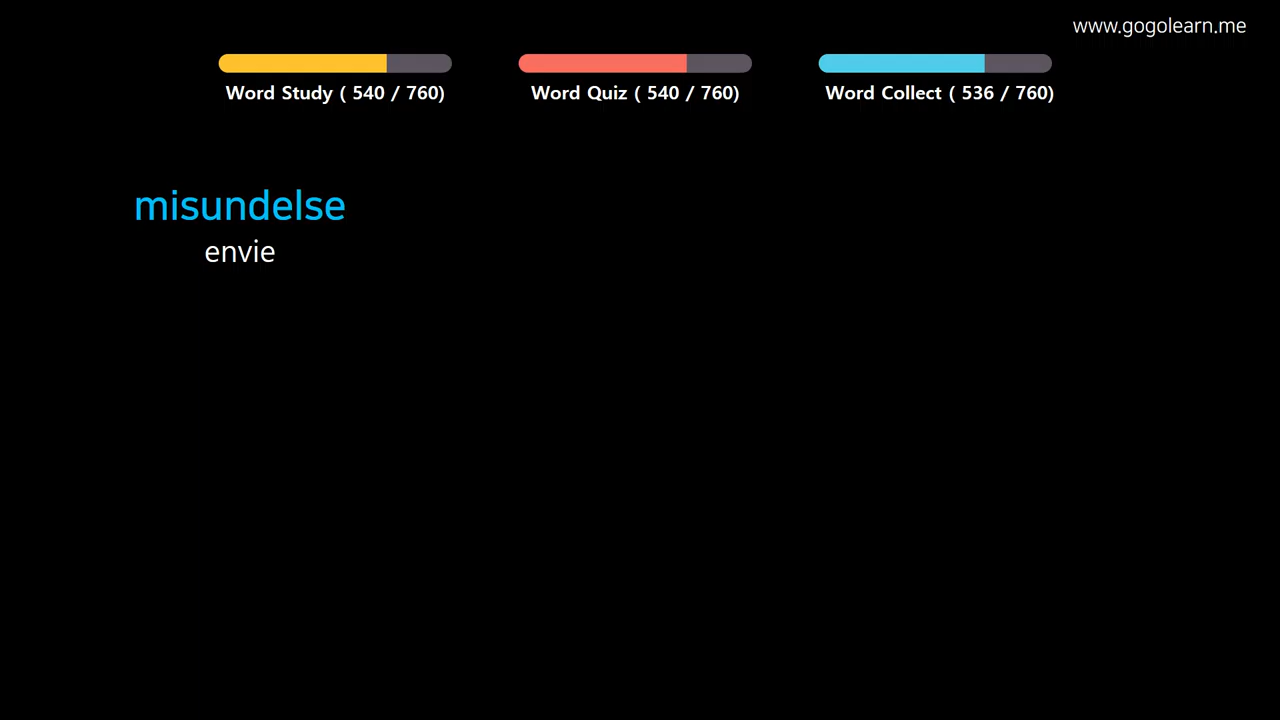 www.gogolearn.me
Word Study ( 540 / 760)
Word Quiz ( 540 / 760)
Word Collect ( 536 / 760)
misundelse
envie